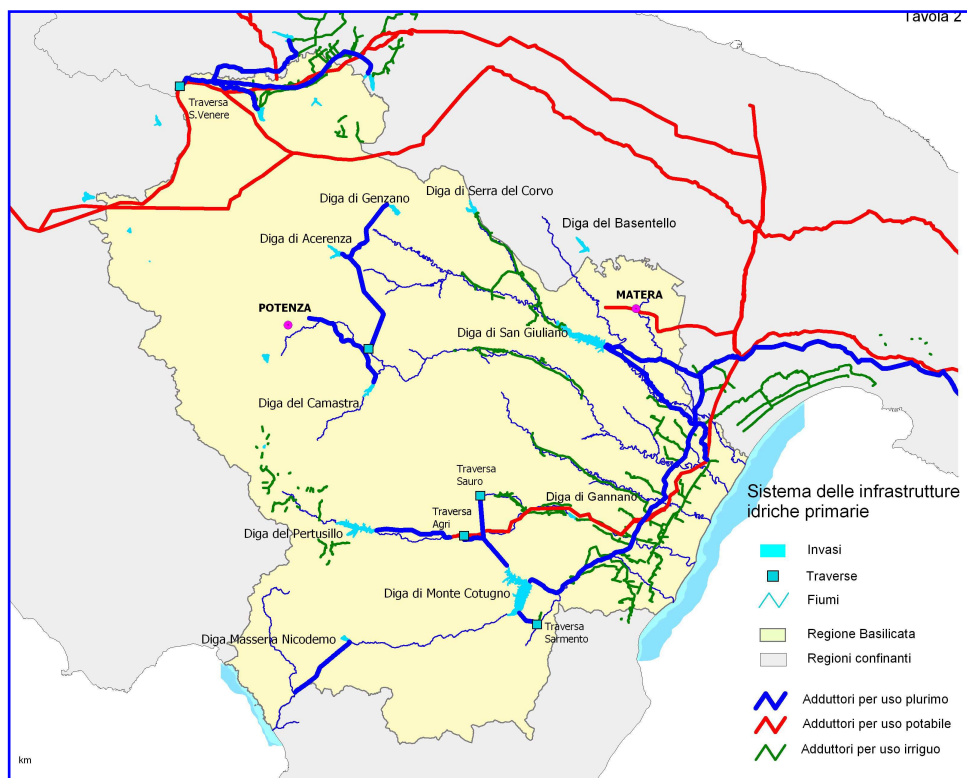 Tavola 2
Traversa
S.Venere
Diga di Genzano
Diga di Serra del Corvo
Diga di Acerenza
Diga del Basentello
POTENZA
MATERA
Diga di San Giuliano
Diga del Camastra
Traversa
Sauro
Diga di Gannano
Traversa
Agri
Diga del Pertusillo
Diga di Monte Cotugno
Traversa
Sarmento
Diga Masseria Nicodemo
Sistema delle infrastrutture
idriche primarie
Invasi
Traverse
Fiumi
Regione Basilicata
Regioni confinanti
Adduttori per uso plurimo
Adduttori per uso potabile
Adduttori per uso irriguo
km